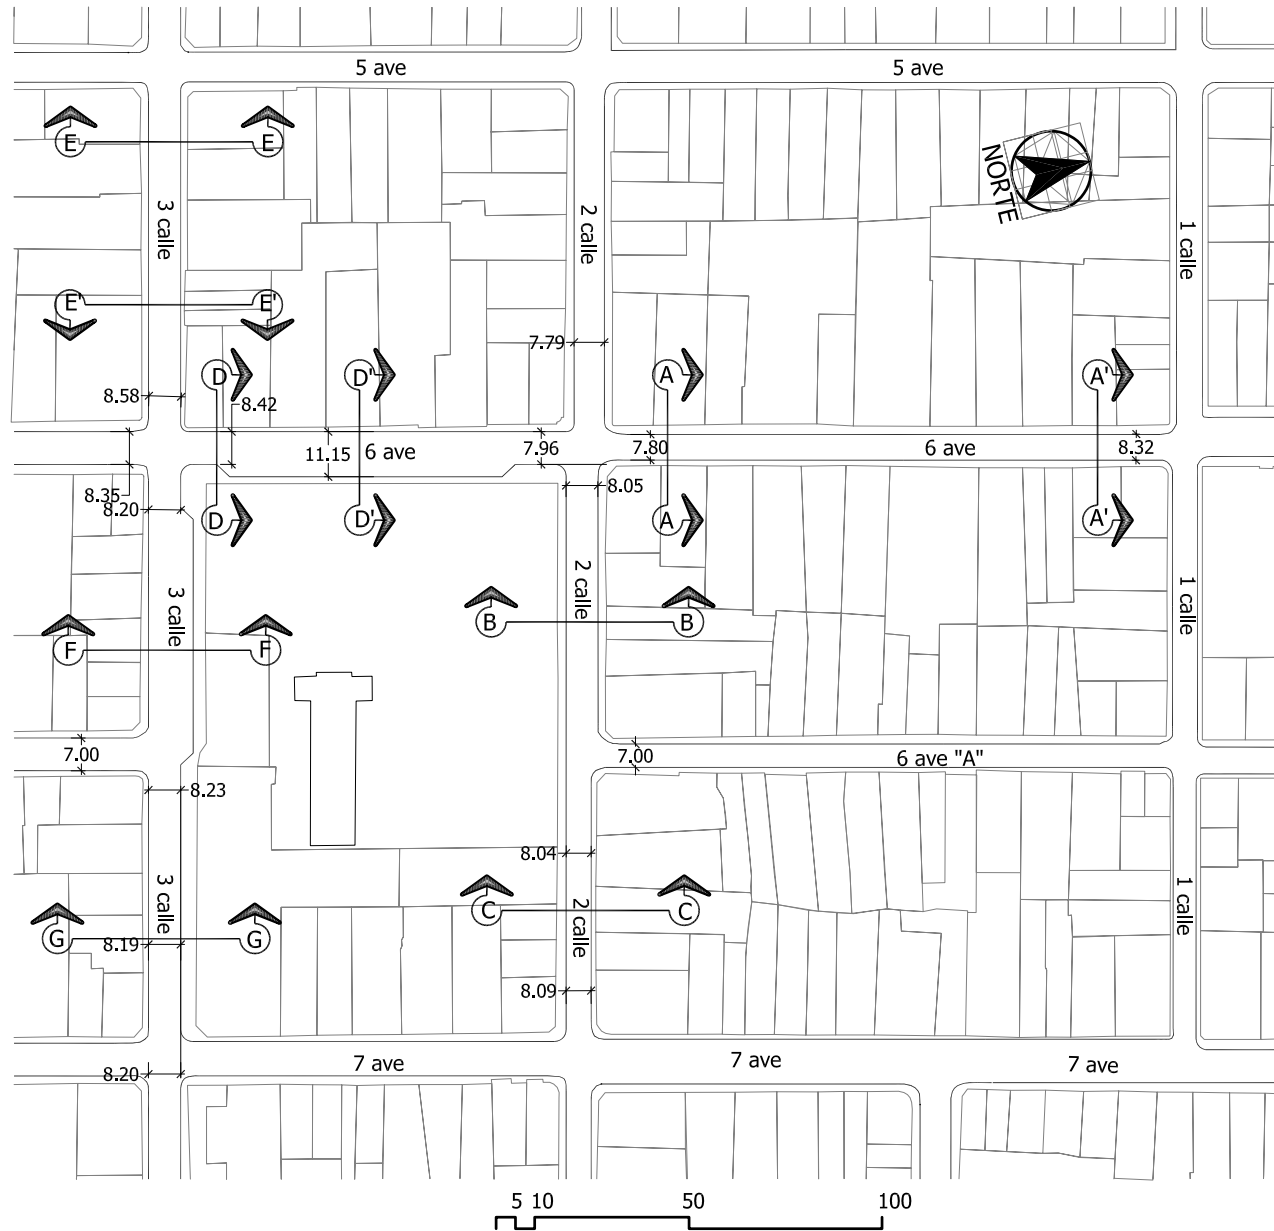 5 ave
5 ave
E
E
NORTE
3 calle
2 calle
1 calle
E'
E'
7.79
D
D'
A
A'
8.58
8.42
11.15
6 ave
7.96
7.80
6 ave
8.32
8.35
8.20
8.05
D
D'
A
A'
3 calle
2 calle
1 calle
B
B
F
F
7.00
7.00
6 ave "A"
8.23
8.04
3 calle
2 calle
1 calle
C
C
G
G
8.19
8.09
7 ave
7 ave
7 ave
8.20
5 10 50 100